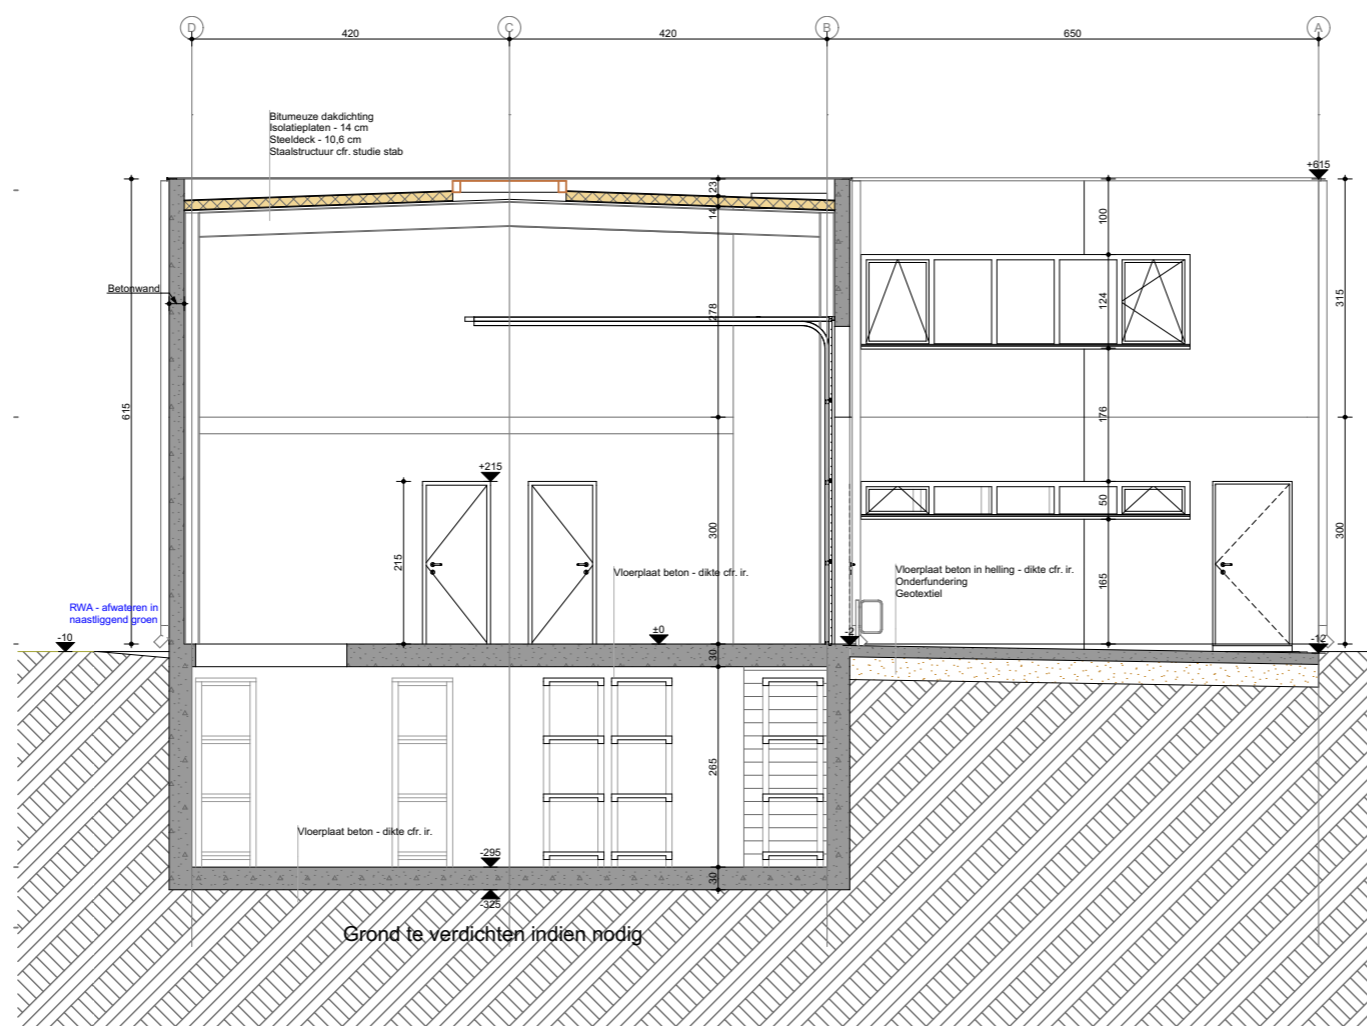 D
C
B
A
420
420
650
Bitumeuze dakdichting
Isolatieplaten - 14 cm
Steeldeck - 10,6 cm
Staalstructuur cfr. studie stab
+615
23
14
100
Betonwand
278
124
315
615
176
+215
215
300
50
300
Vloerplaat beton - dikte cfr. ir.
Vloerplaat beton in helling - dikte cfr. ir.
Onderfundering
Geotextiel
165
RWA - afwateren in
naastliggend groen
-10
±0
-2
-12
30
265
Vloerplaat beton - dikte cfr. ir.
-295
30
-325
Grond te verdichten indien nodig